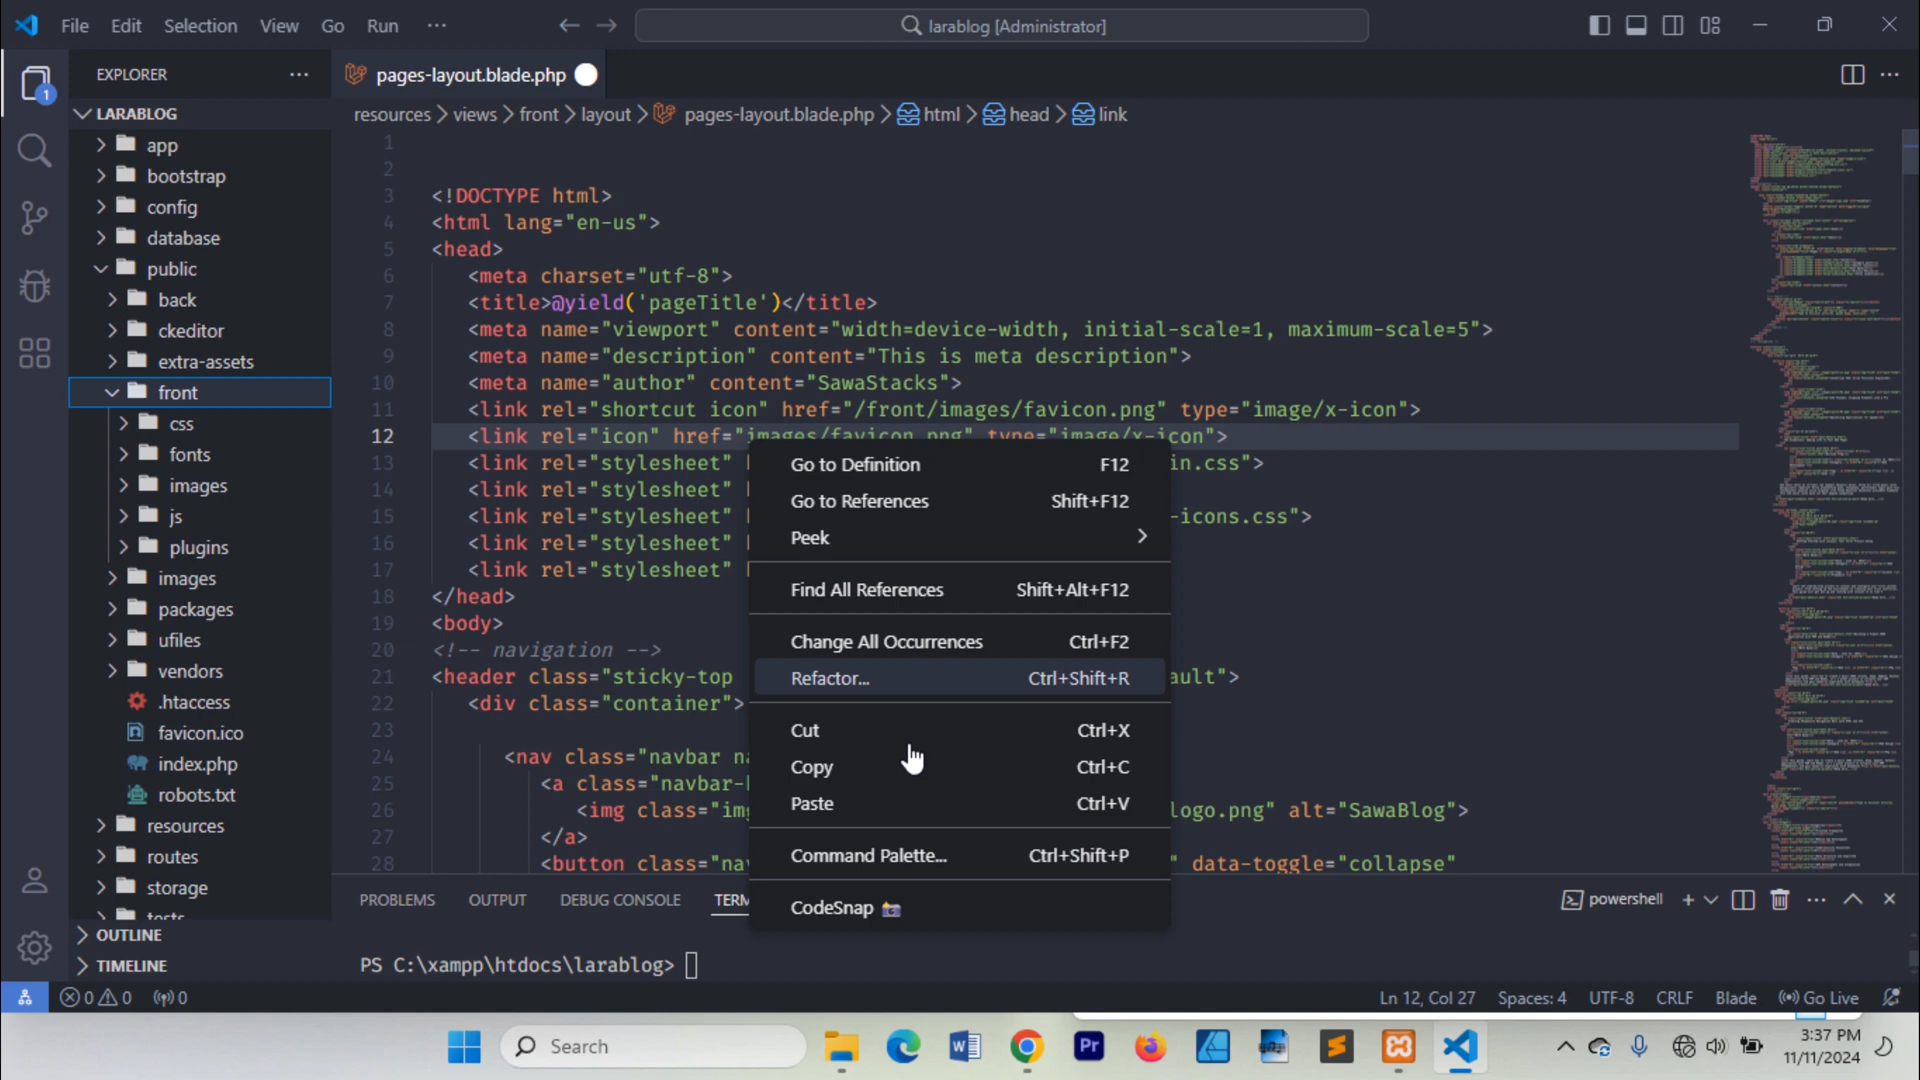 File Edit Selection View Go Run ··· larablog [Administrator]
EXPLORER ···
pages-layout.blade.php
1
LARABLOG
resources > views > front > layout > pages-layout.blade.php > html > head > link
app
bootstrap
config
database
public
back
ckeditor
extra-assets
front
css
fonts
images
js
plugins
images
packages
ufiles
vendors
.htaccess
favicon.ico
index.php
robots.txt
resources
routes
storage
tests
OUTLINE
TIMELINE
1
2
3 <!DOCTYPE html>
4 <html lang="en-us">
5 <head>
6 <meta charset="utf-8">
7 <title>@yield('pageTitle')</title>
8 <meta name="viewport" content="width=device-width, initial-scale=1, maximum-scale=5">
9 <meta name="description" content="This is meta description">
10 <meta name="author" content="SawaStacks">
11 <link rel="shortcut icon" href="/front/images/favicon.png" type="image/x-icon">
12 <link rel="icon" href="images/favicon.png" type="image/x-icon">
13 <link rel="stylesheet" in.css">
14 <link rel="stylesheet"
15 <link rel="stylesheet" -icons.css">
16 <link rel="stylesheet"
17 <link rel="stylesheet"
18 </head>
19 <body>
20 <!-- navigation -->
21 <header class="sticky-top ault">
22 <div class="container">
23
24 <nav class="navbar na
25 <a class="navbar-b
26 <img class="img logo.png" alt="SawaBlog">
27 </a>
28 <button class="nav " data-toggle="collapse"
Go to Definition F12
Go to References Shift+F12
Peek
Find All References Shift+Alt+F12
Change All Occurrences Ctrl+F2
Refactor... Ctrl+Shift+R
Cut Ctrl+X
Copy Ctrl+C
Paste Ctrl+V
Command Palette... Ctrl+Shift+P
CodeSnap
PROBLEMS OUTPUT DEBUG CONSOLE TERM powershell
PS C:\xampp\htdocs\larablog>
0 0 0 Ln 12, Col 27 Spaces: 4 UTF-8 CRLF Blade Go Live
Search W Pr 3:37 PM
11/11/2024